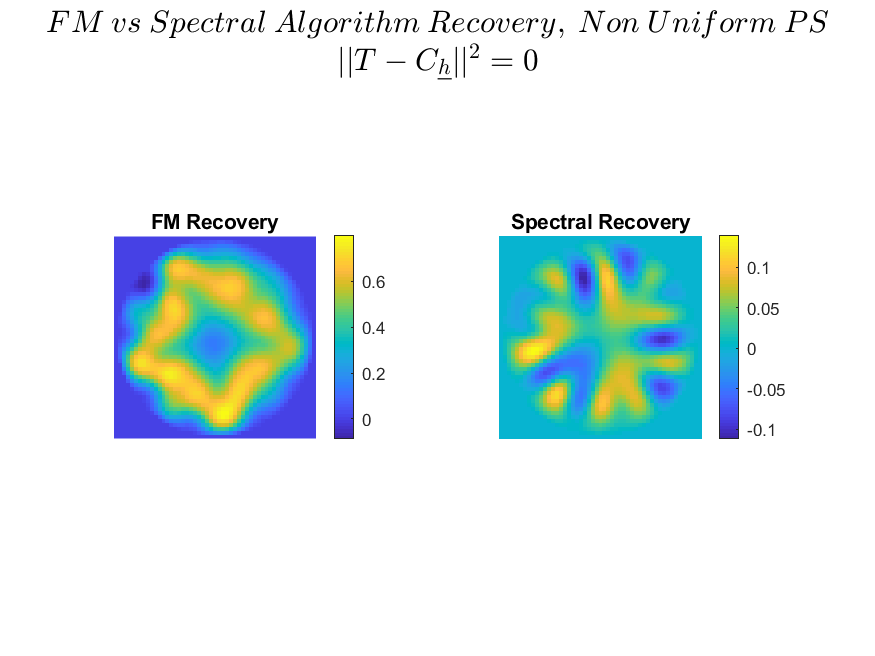 FM vs Spectral Algorithm Recovery, Non Uniform PS
||T − C_h||² = 0
FM Recovery
0.6
0.4
0.2
0
Spectral Recovery
0.1
0.05
0
-0.05
-0.1